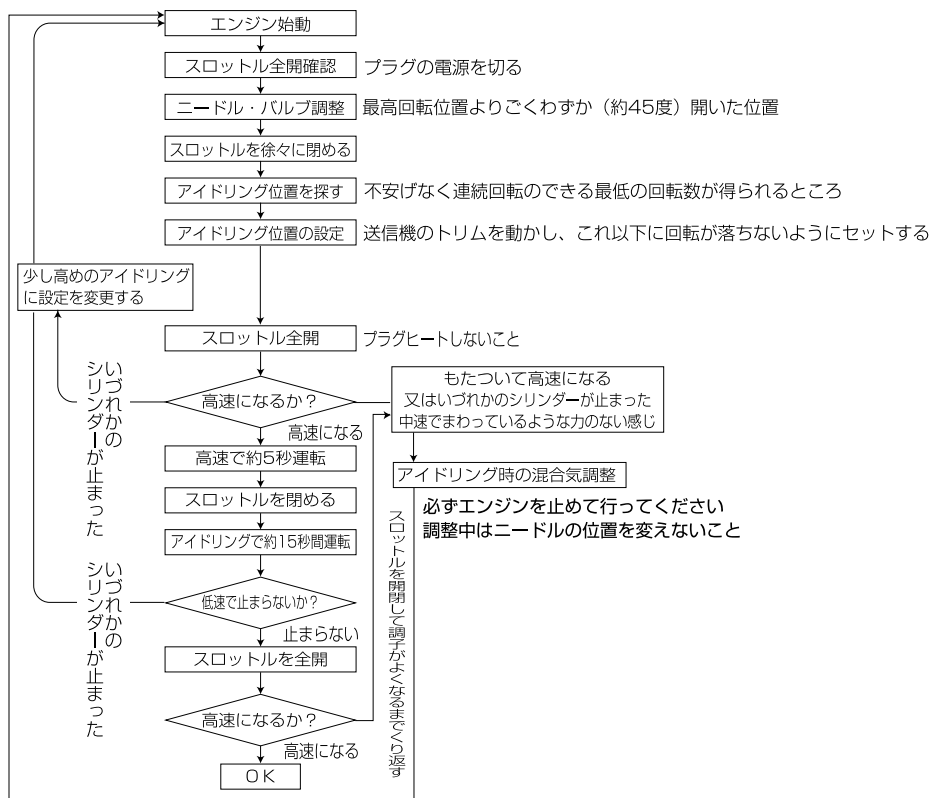 エンジン始動
スロットル全開確認
プラグの電源を切る
ニードル・バルブ調整
最高回転位置よりごくわずか（約45度）開いた位置
スロットルを徐々に閉める
アイドリング位置を探す
不安げなく連続回転のできる最低の回転数が得られるところ
アイドリング位置の設定
送信機のトリムを動かし、これ以下に回転が落ちないようにセットする
少し高めのアイドリング
に設定を変更する
スロットル全開
プラグヒートしないこと
いづれかの
シリンダーが止まった
高速になるか？
もたついて高速になる
又はいづれかのシリンダーが止まった
中速でまわっているような力のない感じ
高速になる
高速で約5秒運転
アイドリング時の混合気調整
必ずエンジンを止めて行ってください
調整中はニードルの位置を変えないこと
スロットルを閉める
アイドリングで約15秒間運転
スロットルを開閉して調子がよくなるまでくり返す
いづれかの
シリンダーが止まった
低速で止まらないか？
止まらない
スロットルを全開
高速になるか？
高速になる
ＯＫ